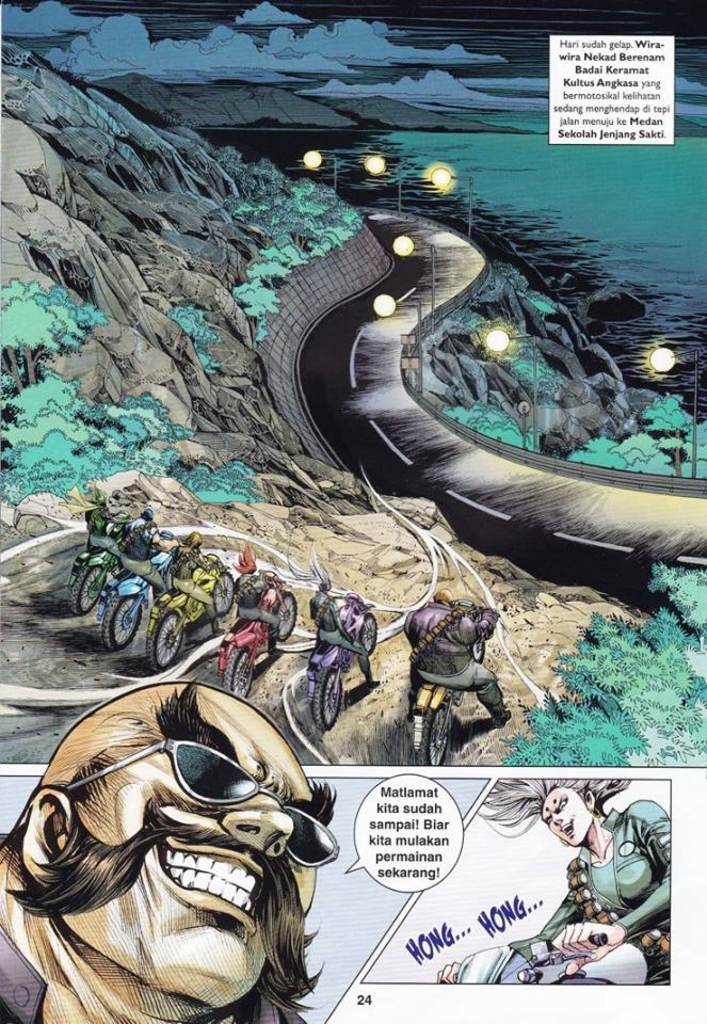 Hari sudah gelap. Wira-
wira Nekad Berenam
Badai Keramat
Kultus Angkasa yang
bermotosikal kelihatan
sedang menghendap di tepi
jalan menuju ke Medan
Sekolah Jenjang Sakti.
Matlamat
kita sudah
sampai! Biar
kita mulakan
permainan
sekarang!
HONG... HONG...
24